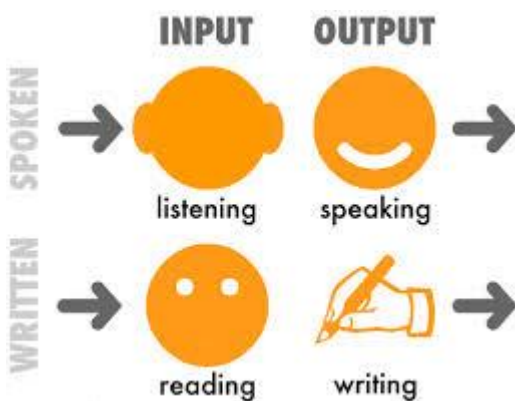 INPUT OUTPUT
SPOKEN
listening speaking
WRITTEN
reading writing